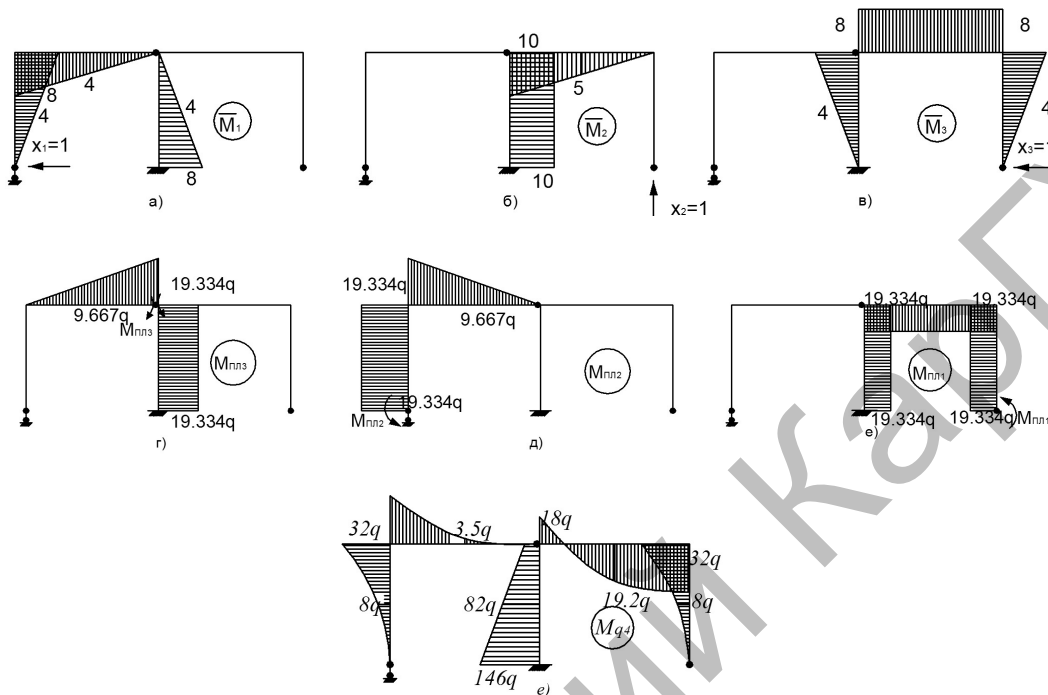 8
4
4
x₁=1
4
8
M̅₁
а)
10
5
10
M̅₂
x₂=1
б)
8
8
4
4
M̅₃
x₃=1
в)
19.334q
9.667q
Mпл3
Mпл3
19.334q
г)
19.334q
9.667q
19.334q
Mпл2
Mпл2
д)
19.334q
19.334q
Mпл1
19.334q
19.334q
Mпл1
е)
32q
3.5q
18q
32q
8q
82q
19.2q
8q
Mq4
146q
е)
ий КарГ